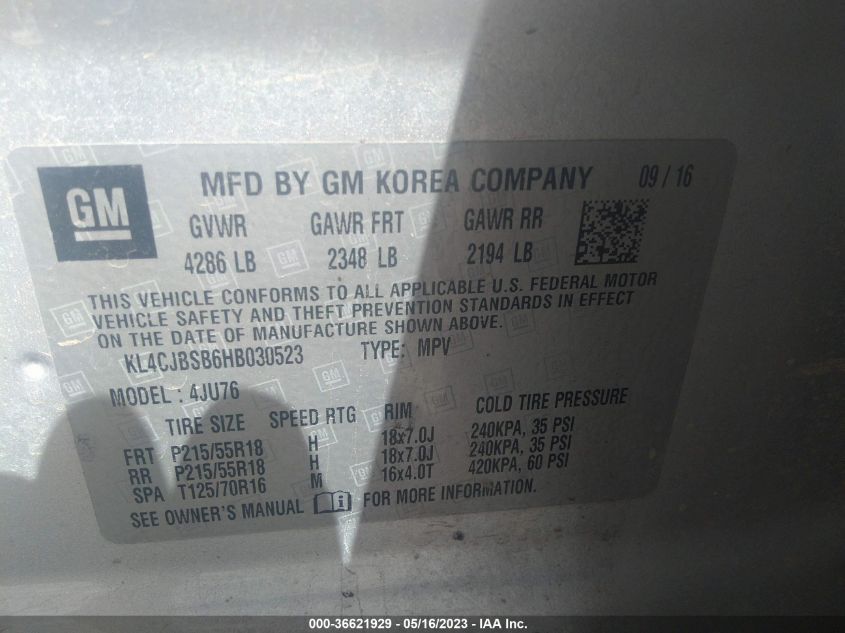 GM
MFD BY GM KOREA COMPANY 09 / 16
GVWR GAWR FRT GAWR RR
4286 LB 2348 LB 2194 LB
THIS VEHICLE CONFORMS TO ALL APPLICABLE U.S. FEDERAL MOTOR
VEHICLE SAFETY AND THEFT PREVENTION STANDARDS IN EFFECT
ON THE DATE OF MANUFACTURE SHOWN ABOVE.
KL4CJBSB6HB030523 TYPE: MPV
MODEL : 4JU76
TIRE SIZE SPEED RTG RIM COLD TIRE PRESSURE
FRT P215/55R18 H 18x7.0J 240KPA, 35 PSI
RR P215/55R18 H 18x7.0J 240KPA, 35 PSI
SPA T125/70R16 M 16x4.0T 420KPA, 60 PSI
SEE OWNER'S MANUAL i FOR MORE INFORMATION.
000-36621929 - 05/16/2023 - IAA Inc.